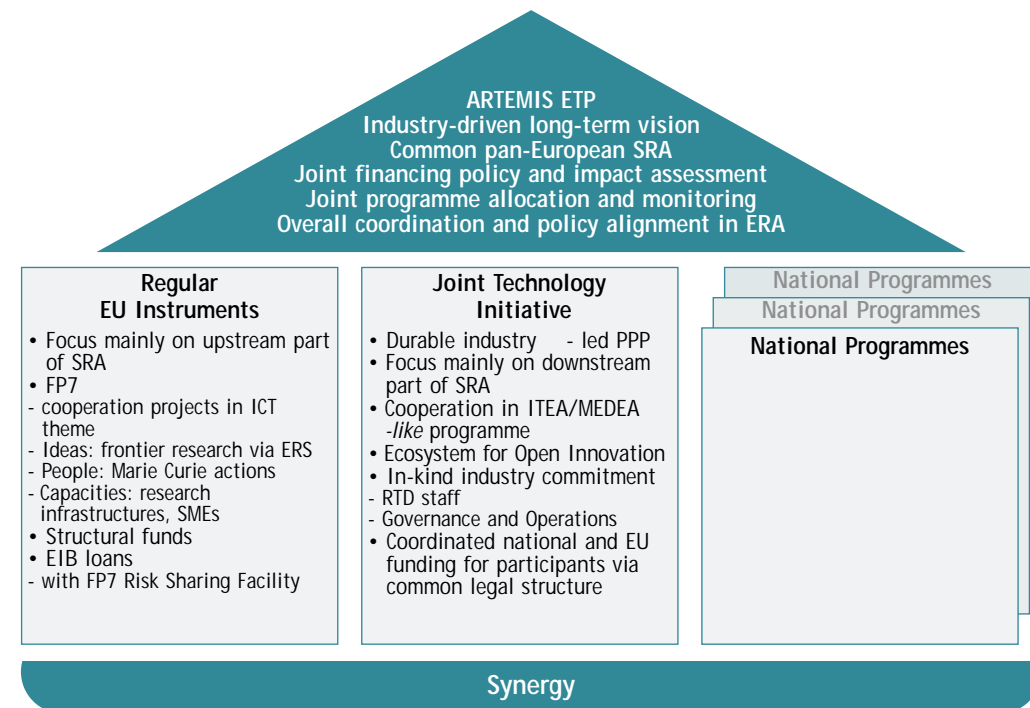 ARTEMIS ETP
Industry-driven long-term vision
Common pan-European SRA
Joint financing policy and impact assessment
Joint programme allocation and monitoring
Overall coordination and policy alignment in ERA
Regular
EU Instruments
• Focus mainly on upstream part
of SRA
• FP7
- cooperation projects in ICT
theme
- Ideas: frontier research via ERS
- People: Marie Curie actions
- Capacities: research
infrastructures, SMEs
• Structural funds
• EIB loans
- with FP7 Risk Sharing Facility
Joint Technology
Initiative
• Durable industry - led PPP
• Focus mainly on downstream
part of SRA
• Cooperation in ITEA/MEDEA
-like programme
• Ecosystem for Open Innovation
• In-kind industry commitment
- RTD staff
- Governance and Operations
• Coordinated national and EU
funding for participants via
common legal structure
National Programmes
National Programmes
National Programmes
Synergy